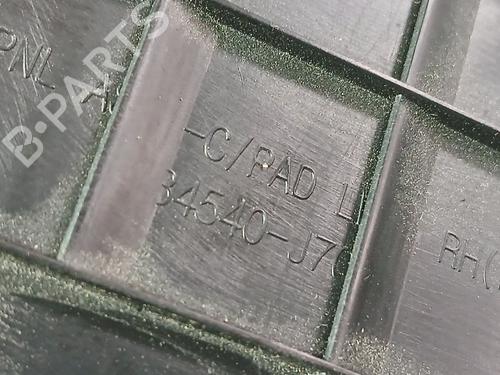 B-PARTS
PNL A
-C/PAD L
84540-J7
RH(